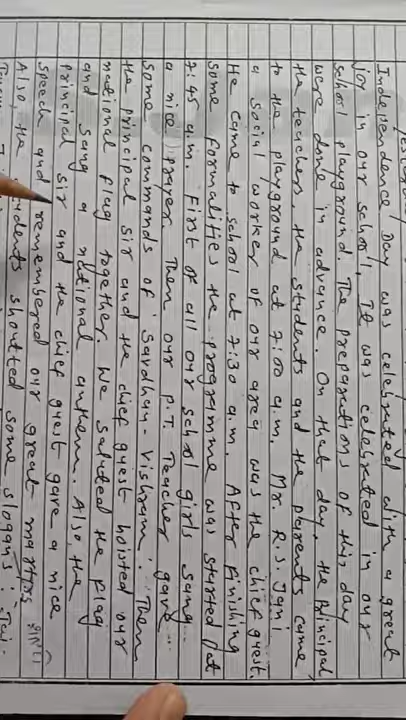 Independence Day was celebrated with a great
joy in our school. It was celebrated in our
school playground. The preparations of this day
were done in advance. On that day, the Principal
the teachers, the students and the parents came
to the playground at 7:00 a.m. Mr. R.S. Jani
a social worker of our area was the chief guest.
He came to school at 7:30 a.m. After finishing
some formalities the programme was started at
7:45 a.m. First of all our school girls sang
a nice prayer. Then our P.T. Teacher gave
some commands of 'Savdhan-Vishram'. Then
the principal sir and the chief guest hoisted our
national flag together. We saluted the flag
and sang a national anthem. Also, the
principal sir and the chief guest gave a nice
speech and remembered our great martyrs
Also, the students shouted some slogans: 'Jai-